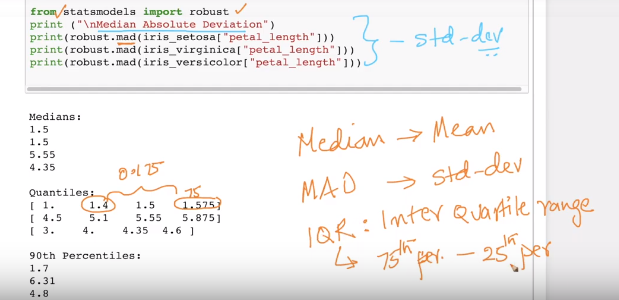 from statsmodels import robust
print ("\nMedian Absolute Deviation")
print(robust.mad(iris_setosa["petal_length"]))
print(robust.mad(iris_virginica["petal_length"]))
print(robust.mad(iris_versicolor["petal_length"]))
- std-dev
Medians:
1.5
1.5
5.55
4.35
0.175
Quantiles:
75
[ 1. 1.4 1.5 1.575]
[ 4.5 5.1 5.55 5.875]
[ 3. 4. 4.35 4.6 ]
90th Percentiles:
1.7
6.31
4.8
Median → Mean
MAD → std-dev
IQR: Inter Quartile range
↳ 75th per. - 25th per